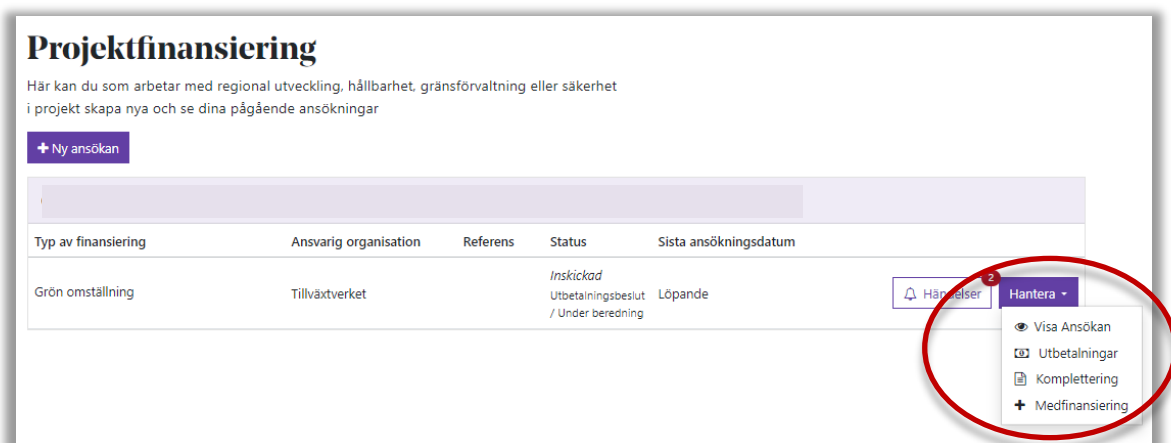 Projektfinansiering
Här kan du som arbetar med regional utveckling, hållbarhet, gränsförvaltning eller säkerhet
i projekt skapa nya och se dina pågående ansökningar
+ Ny ansökan
Typ av finansiering Ansvarig organisation Referens Status Sista ansökningsdatum
Grön omställning Tillväxtverket Inskickad Löpande Händelser 2 Hantera
Utbetalningsbeslut
/ Under beredning
Visa Ansökan
Utbetalningar
Komplettering
Medfinansiering